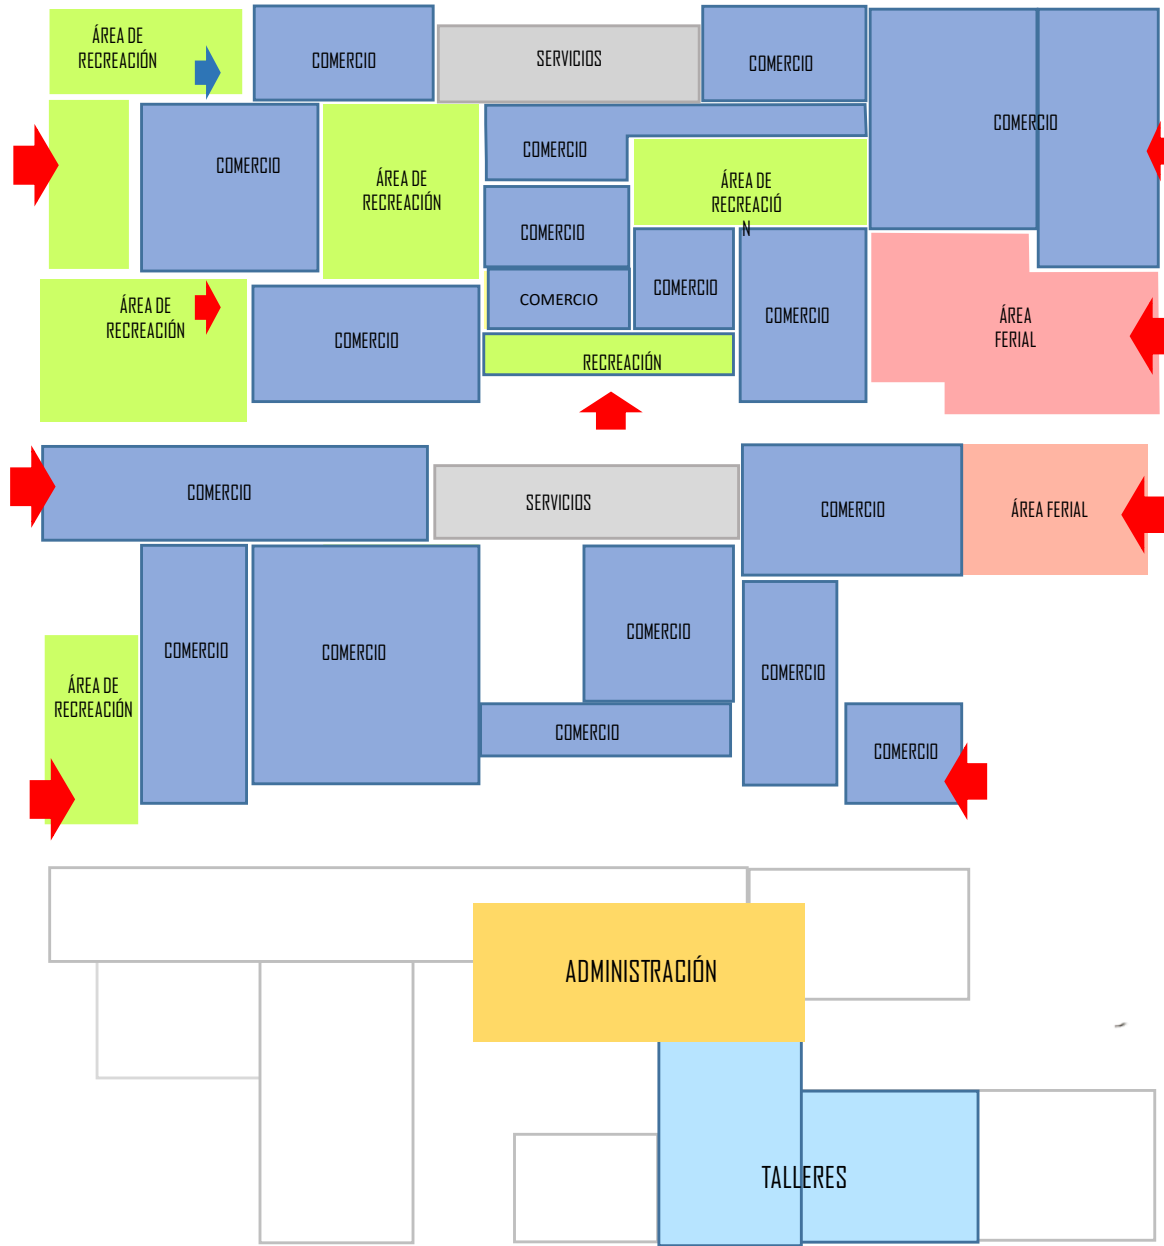 ÁREA DE
RECREACIÓN
COMERCIO
SERVICIOS
COMERCIO
COMERCIO
COMERCIO
ÁREA DE
RECREACIÓN
COMERCIO
ÁREA DE
RECREACIÓ
N
COMERCIO
COMERCIO
COMERCIO
COMERCIO
ÁREA DE
RECREACIÓN
COMERCIO
RECREACIÓN
ÁREA
FERIAL
COMERCIO
SERVICIOS
COMERCIO
ÁREA FERIAL
COMERCIO
COMERCIO
COMERCIO
COMERCIO
ÁREA DE
RECREACIÓN
COMERCIO
COMERCIO
ADMINISTRACIÓN
TALLERES